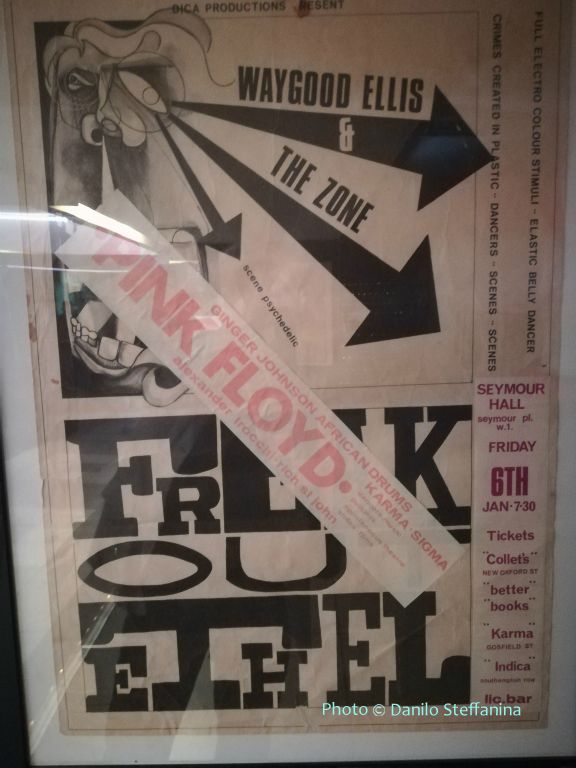 DICA PRODUCTIONS PRESENT
WAYGOOD ELLIS
&
THE ZONE
scene psychedelic
FULL ELECTRO COLOUR STIMULI - ELASTIC BELLY DANCER
CRIMES CREATED IN PLASTIC - DANCERS - SCENES - SCENES
PINK FLOYD.
GINGER JOHNSON AFRICAN DRUMS
KARMA: SIGMA
alexander trocchi: rich st john
FREAK
OUT
ETHEL
SEYMOUR
HALL
seymour pl.
w.1.
FRIDAY
6TH
JAN·7·30
Tickets
"Collet's"
NEW OXFORD ST
"better
books"
Karma
GOSFIELD ST
Indica
southampton row
Photo © Danilo Steffanina